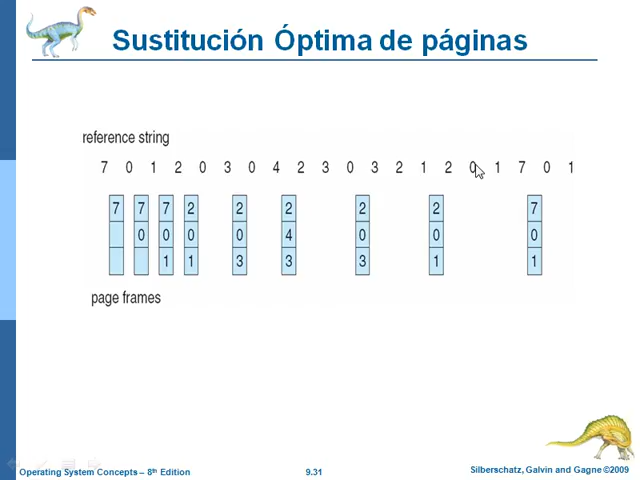 Sustitución Óptima de páginas
reference string
7 0 1 2 0 3 0 4 2 3 0 3 2 1 2 0 1 7 0 1
7 7 7 2 2 2 2 2 7
0 0 0 0 4 0 0 0
1 1 3 3 3 1 1
page frames
Operating System Concepts – 8th Edition
9.31
Silberschatz, Galvin and Gagne ©2009